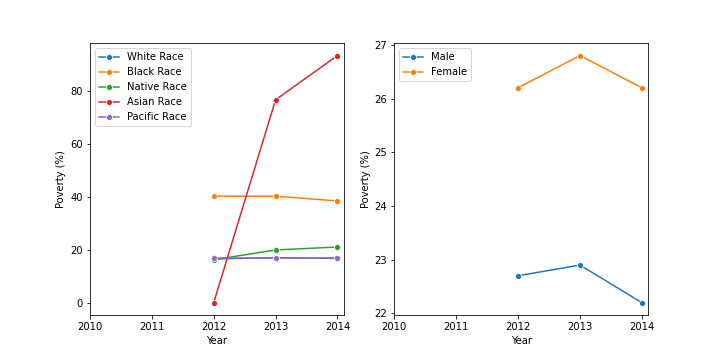 White Race
Black Race
Native Race
Asian Race
Pacific Race
80
60
40
20
0
Poverty (%)
2010 2011 2012 2013 2014
Year
Male
Female
27
26
25
24
23
22
Poverty (%)
2010 2011 2012 2013 2014
Year